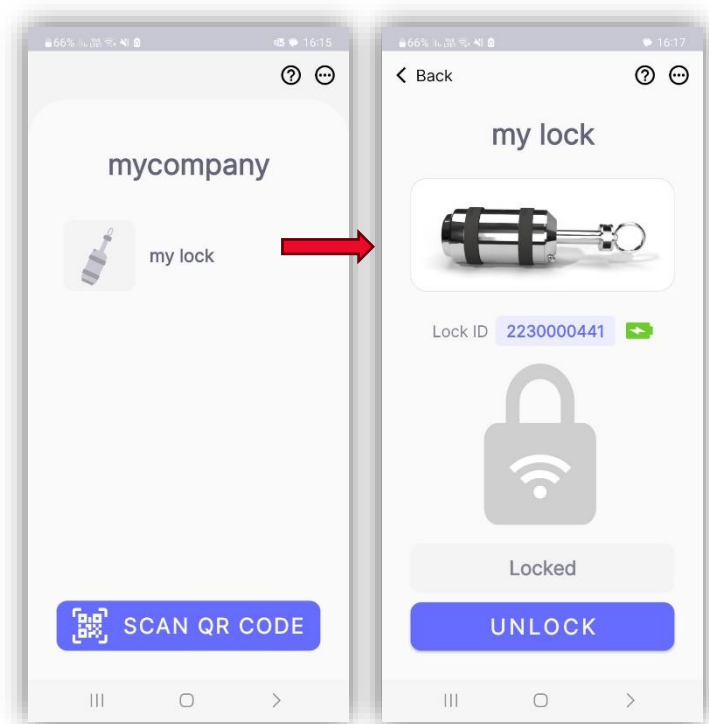 66% 16:15
mycompany
my lock
SCAN QR CODE
66% 16:17
Back
my lock
Lock ID 2230000441
Locked
UNLOCK